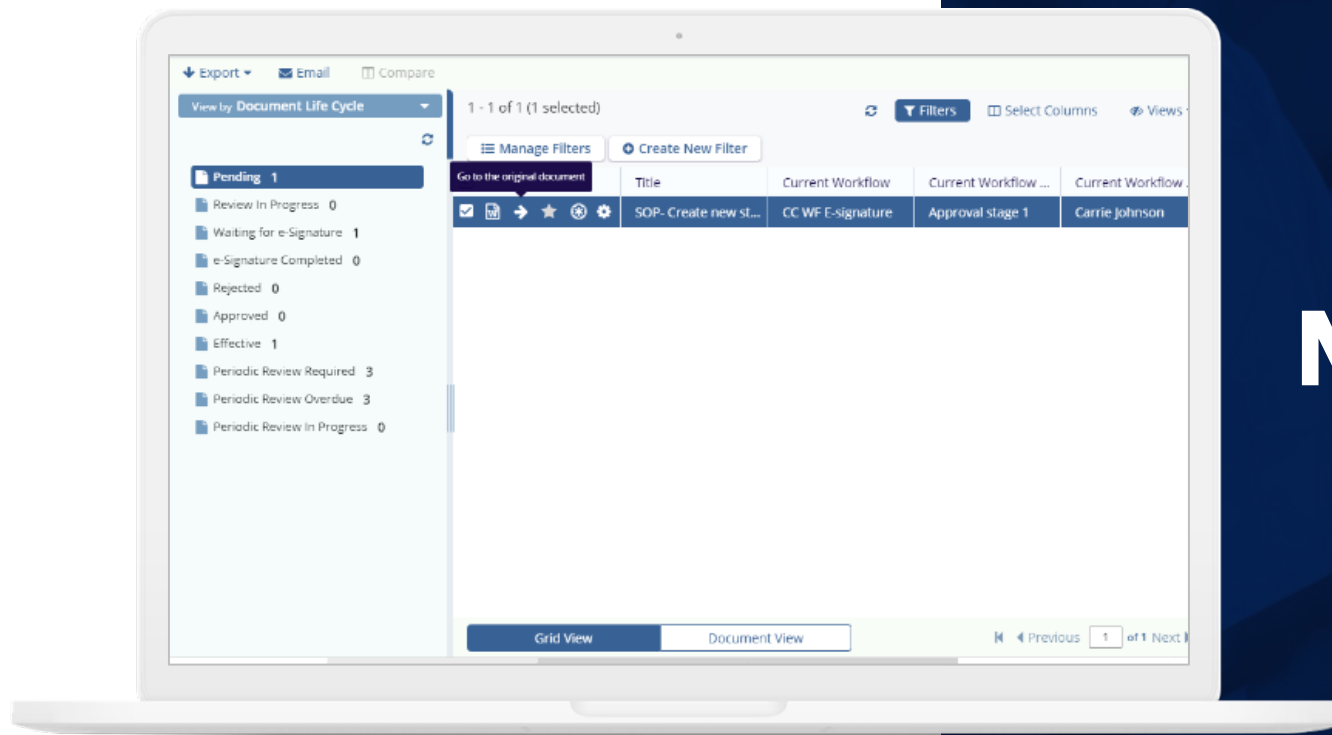 Export Email Compare
View by Document Life Cycle
Pending 1
Review In Progress 0
Waiting for e-Signature 1
e-Signature Completed 0
Rejected 0
Approved 0
Effective 1
Periodic Review Required 3
Periodic Review Overdue 3
Periodic Review In Progress 0
1 - 1 of 1 (1 selected) Filters Select Columns Views
Manage Filters Create New Filter
Go to the original document
Title Current Workflow Current Workflow ... Current Workflow
SOP- Create new st... CC WF E-signature Approval stage 1 Carrie Johnson
Grid View Document View Previous 1 of 1 Next
N